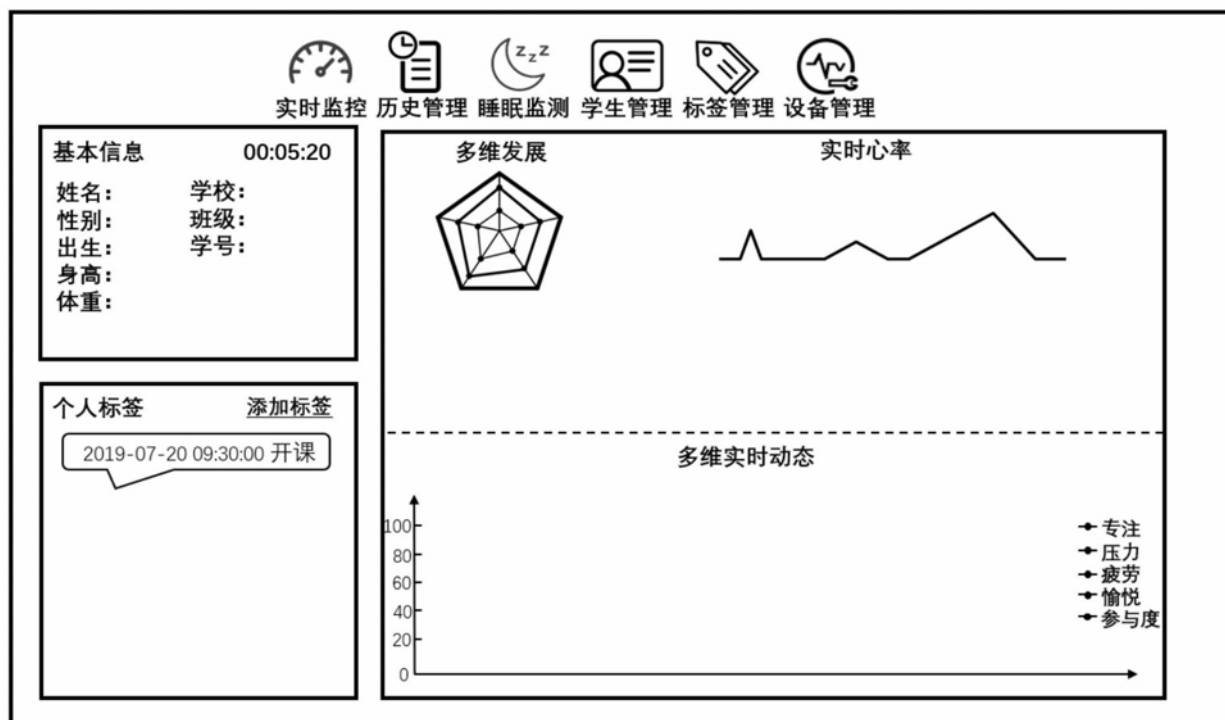 z z z
实时监控 历史管理 睡眠监测 学生管理 标签管理 设备管理
基本信息 00:05:20
姓名： 学校：
性别： 班级：
出生： 学号：
身高：
体重：
个人标签 添加标签
2019-07-20 09:30:00 开课
多维发展 实时心率
多维实时动态
100
80
60
40
20
0
专注
压力
疲劳
愉悦
参与度